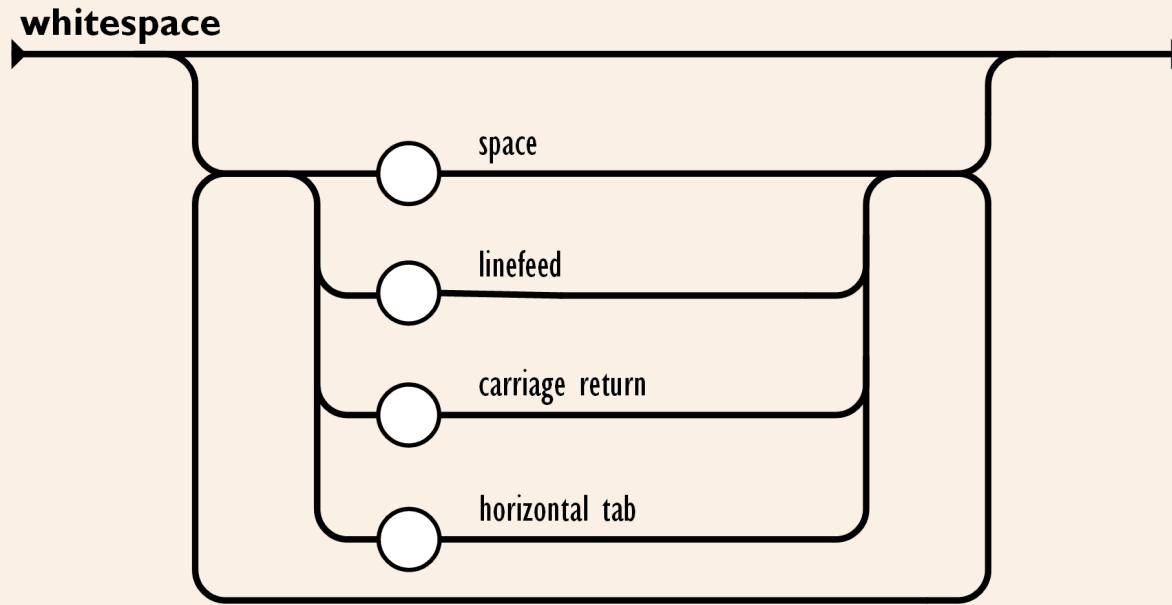 whitespace
space
linefeed
carriage return
horizontal tab